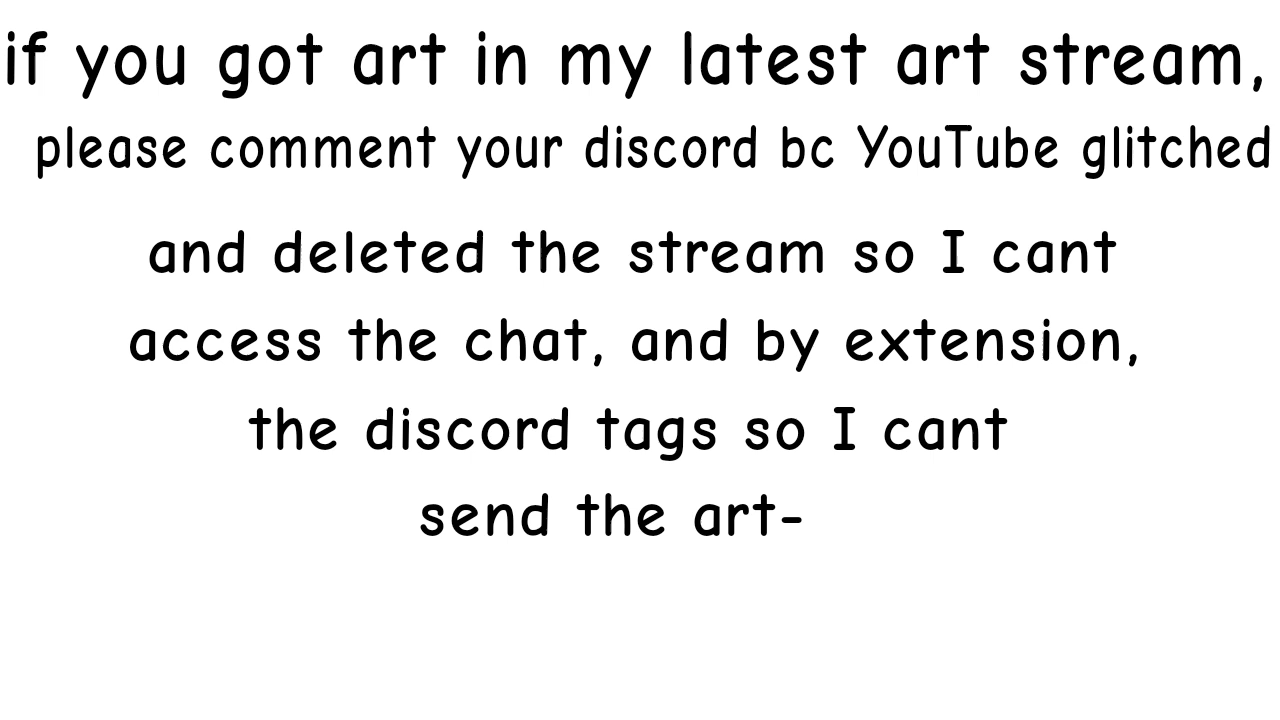 if you got art in my latest art stream,
please comment your discord bc YouTube glitched
and deleted the stream so I cant
access the chat, and by extension,
the discord tags so I cant
send the art-